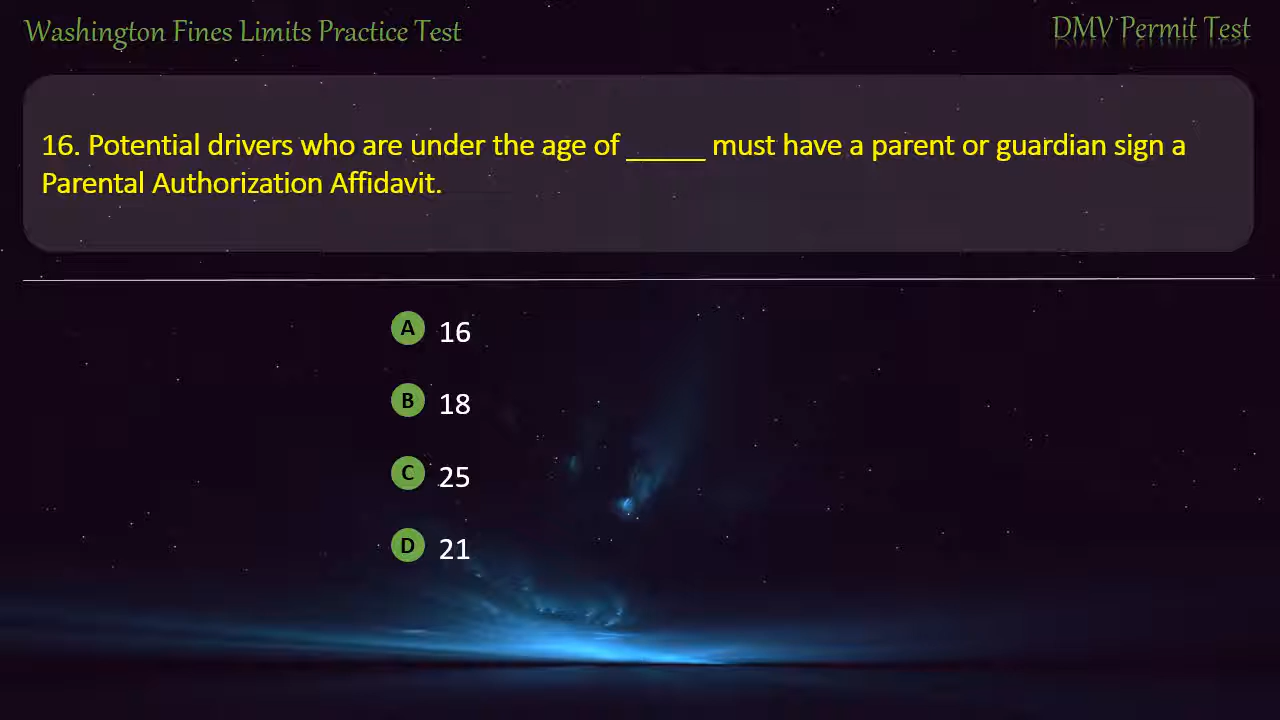 Washington Fines Limits Practice Test
DMV Permit Test
16. Potential drivers who are under the age of _____ must have a parent or guardian sign a
Parental Authorization Affidavit.
A 16
B 18
C 25
D 21